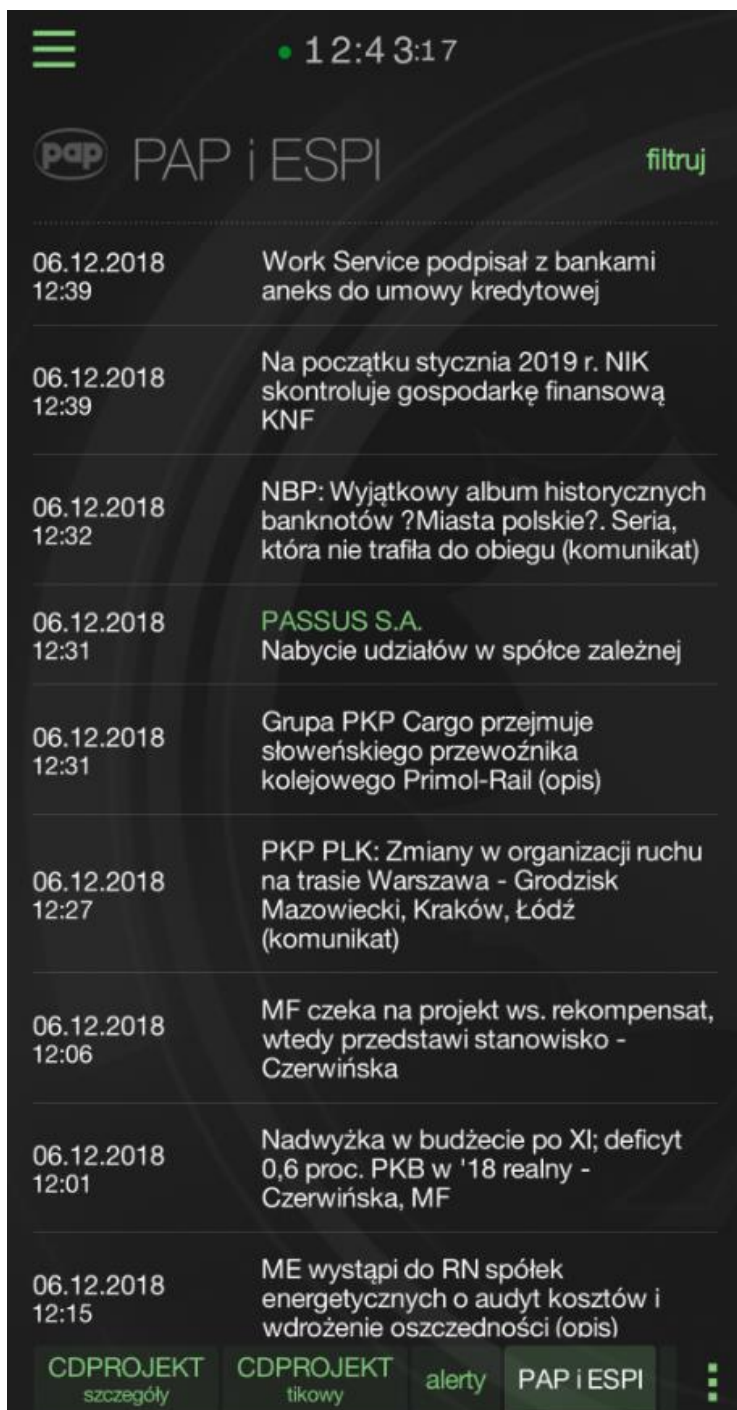 12:43:17
pap PAP i ESPI filtruj
06.12.2018
12:39
Work Service podpisał z bankami
aneks do umowy kredytowej
06.12.2018
12:39
Na początku stycznia 2019 r. NIK
skontroluje gospodarkę finansową
KNF
06.12.2018
12:32
NBP: Wyjątkowy album historycznych
banknotów ?Miasta polskie?. Seria,
która nie trafiła do obiegu (komunikat)
06.12.2018
12:31
PASSUS S.A.
Nabycie udziałów w spółce zależnej
06.12.2018
12:31
Grupa PKP Cargo przejmuje
słoweńskiego przewoźnika
kolejowego Primol-Rail (opis)
06.12.2018
12:27
PKP PLK: Zmiany w organizacji ruchu
na trasie Warszawa - Grodzisk
Mazowiecki, Kraków, Łódź
(komunikat)
06.12.2018
12:06
MF czeka na projekt ws. rekompensat,
wtedy przedstawi stanowisko -
Czerwińska
06.12.2018
12:01
Nadwyżka w budżecie po XI; deficyt
0,6 proc. PKB w '18 realny -
Czerwińska, MF
06.12.2018
12:15
ME wystąpi do RN spółek
energetycznych o audyt kosztów i
wdrożenie oszczędności (opis)
CDPROJEKT
szczegóły
CDPROJEKT
tikowy
alerty
PAP i ESPI